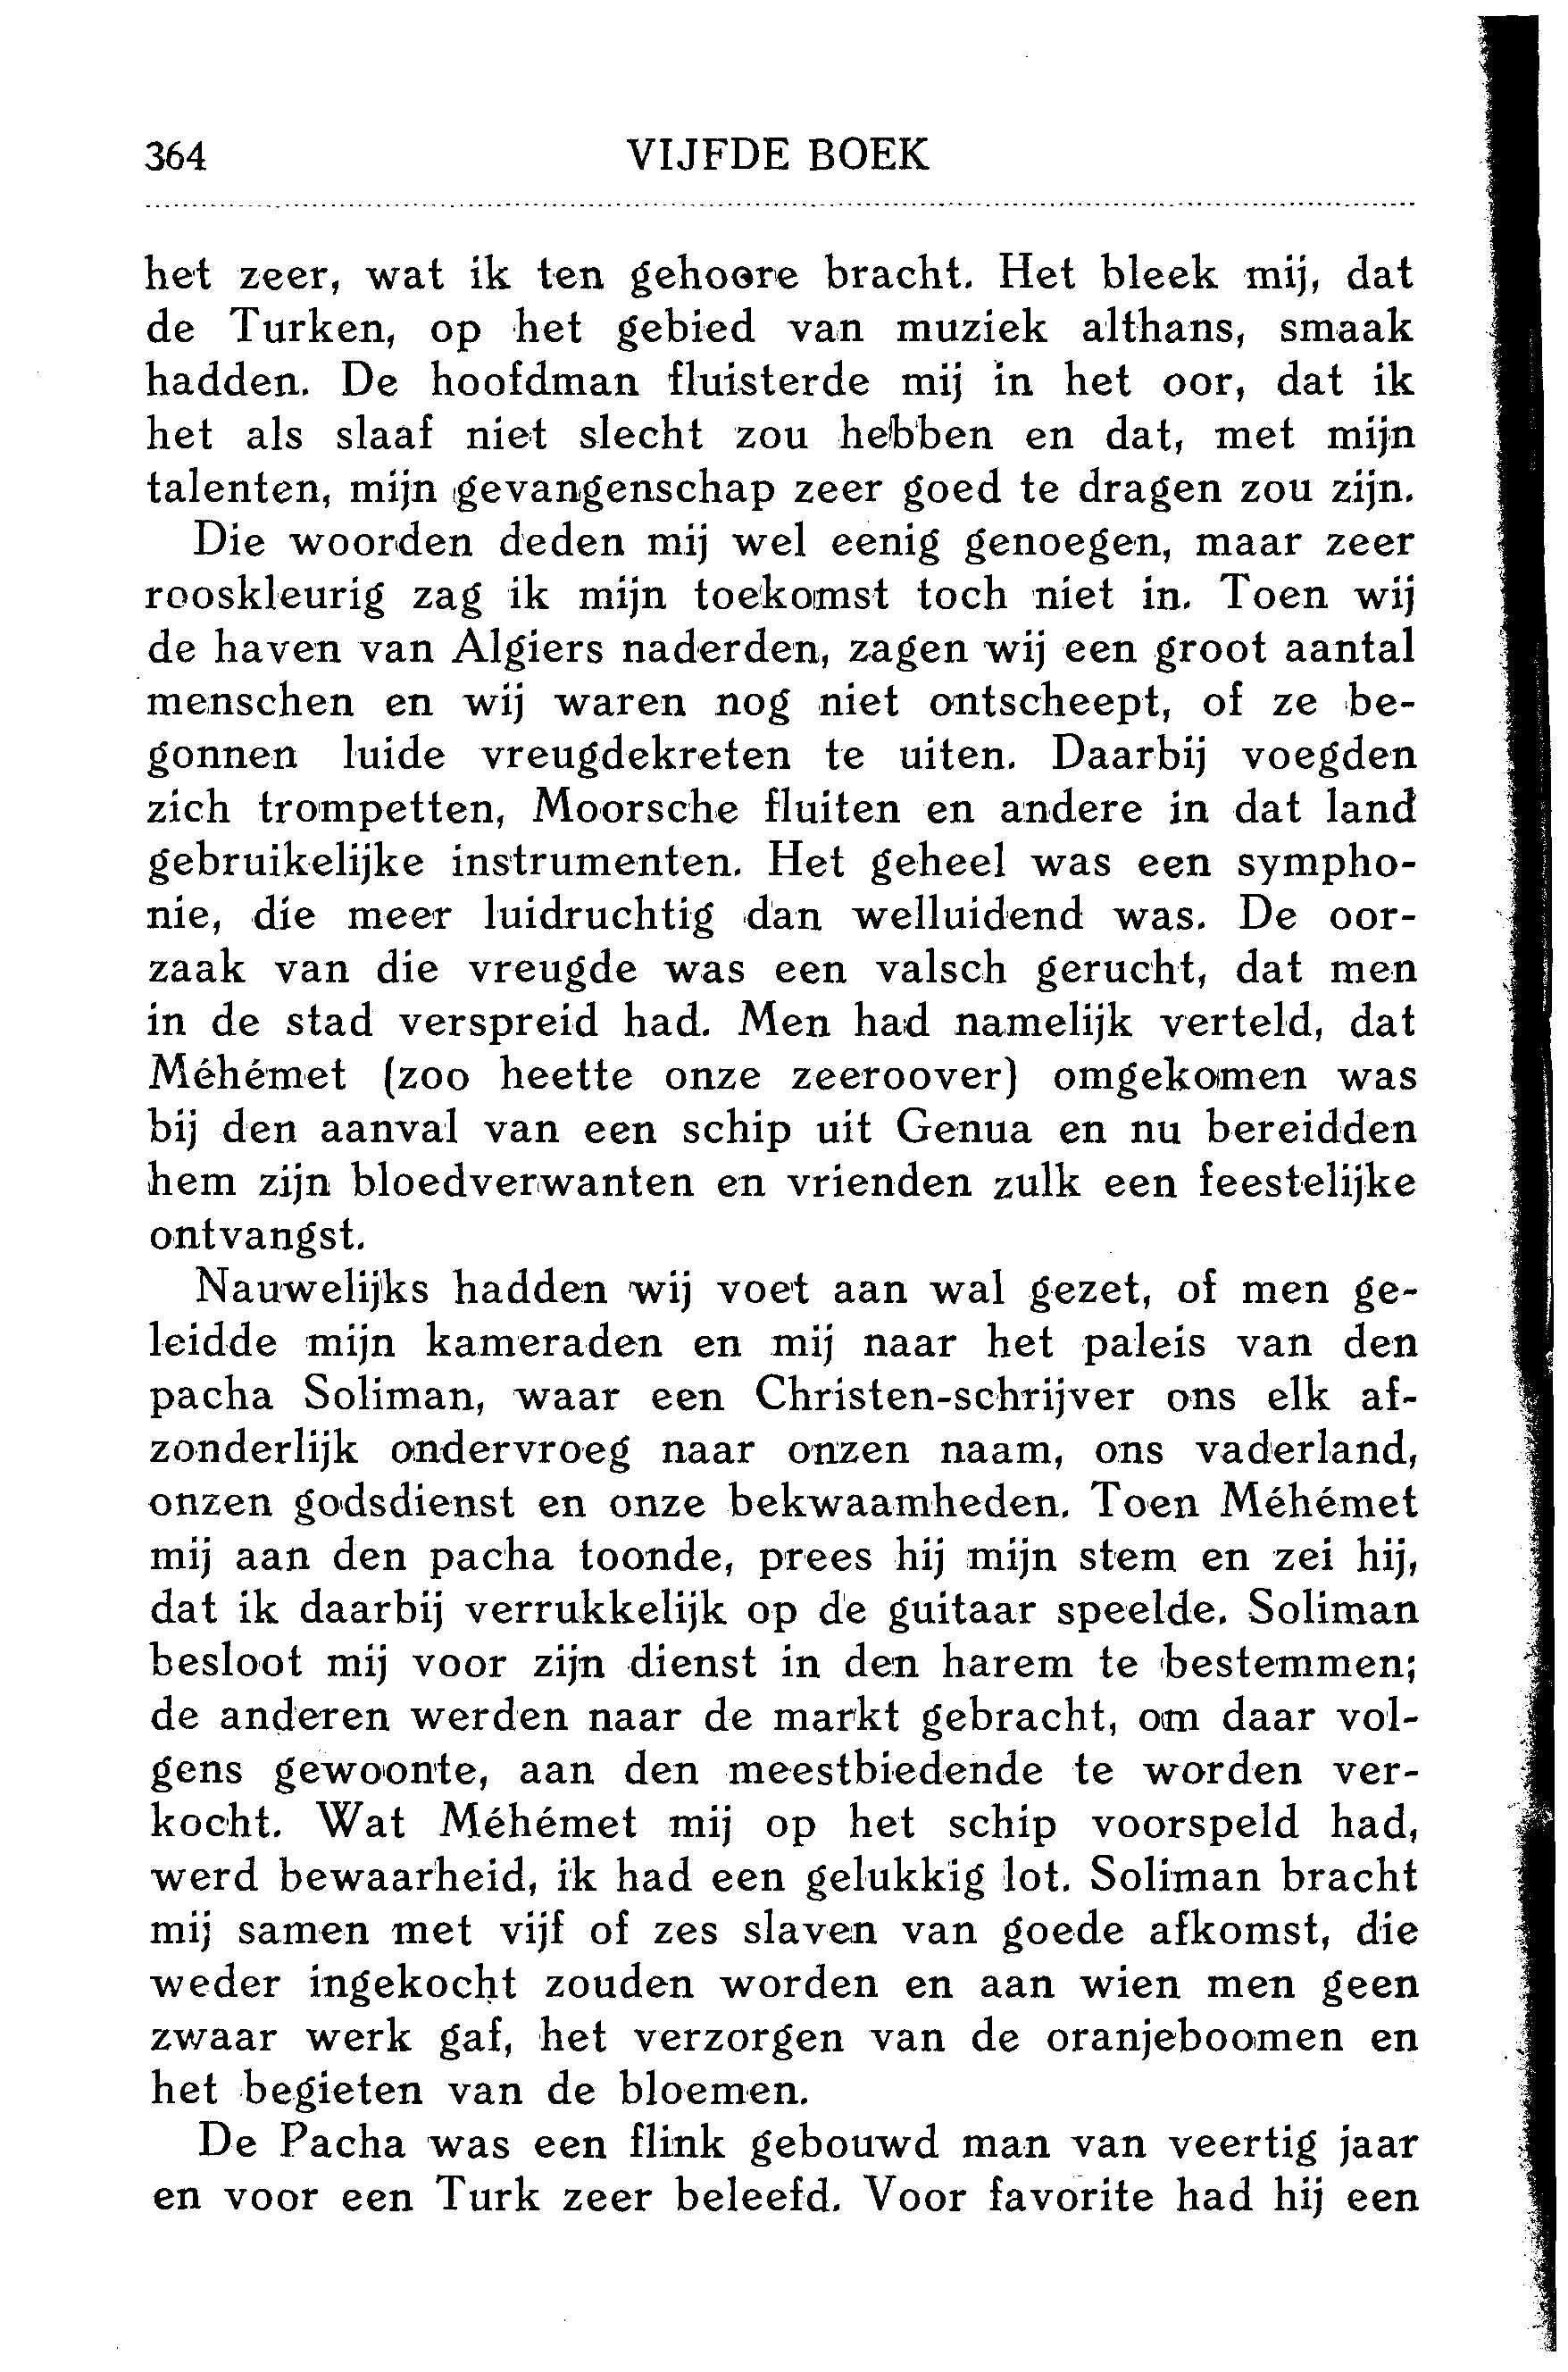 364 VIJFDE BOEK
het zeer, wat ik ten gehoore bracht. Het bleek mij, dat
de Turken, op het gebied van muziek althans, smaak
hadden. De hoofdman fluisterde mij in het oor, dat ik
het als slaaf niet slecht zou hebben en dat, met mijn
talenten, mijn gevangenschap zeer goed te dragen zou zijn.
Die woorden deden mij wel eenig genoegen, maar zeer
rooskleurig zag ik mijn toekomst toch niet in. Toen wij
de haven van Algiers naderden, zagen wij een groot aantal
menschen en wij waren nog niet ontscheept, of ze be-
gonnen luide vreugdekreten te uiten. Daarbij voegden
zich trompetten, Moorsche fluiten en andere in dat land
gebruikelijke instrumenten. Het geheel was een sympho-
nie, die meer luidruchtig dan welluidend was. De oor-
zaak van die vreugde was een valsch gerucht, dat men
in de stad verspreid had. Men had namelijk verteld, dat
Méhémet (zoo heette onze zeeroover) omgekomen was
bij den aanval van een schip uit Genua en nu bereidden
hem zijn bloedverwanten en vrienden zulk een feestelijke
ontvangst.
Nauwelijks hadden wij voet aan wal gezet, of men ge-
leidde mijn kameraden en mij naar het paleis van den
pacha Soliman, waar een Christen-schrijver ons elk af-
zonderlijk ondervroeg naar onzen naam, ons vaderland,
onzen godsdienst en onze bekwaamheden. Toen Méhémet
mij aan den pacha toonde, prees hij mijn stem en zei hij,
dat ik daarbij verrukkelijk op de guitaar speelde. Soliman
besloot mij voor zijn dienst in den harem te bestemmen;
de anderen werden naar de markt gebracht, om daar vol-
gens gewoonte, aan den meestbiedende te worden ver-
kocht. Wat Méhémet mij op het schip voorspeld had,
werd bewaarheid, ik had een gelukkig lot. Soliman bracht
mij samen met vijf of zes slaven van goede afkomst, die
weder ingekocht zouden worden en aan wien men geen
zwaar werk gaf, het verzorgen van de oranjeboomen en
het begieten van de bloemen.
De Pacha was een flink gebouwd man van veertig jaar
en voor een Turk zeer beleefd. Voor favorite had hij een